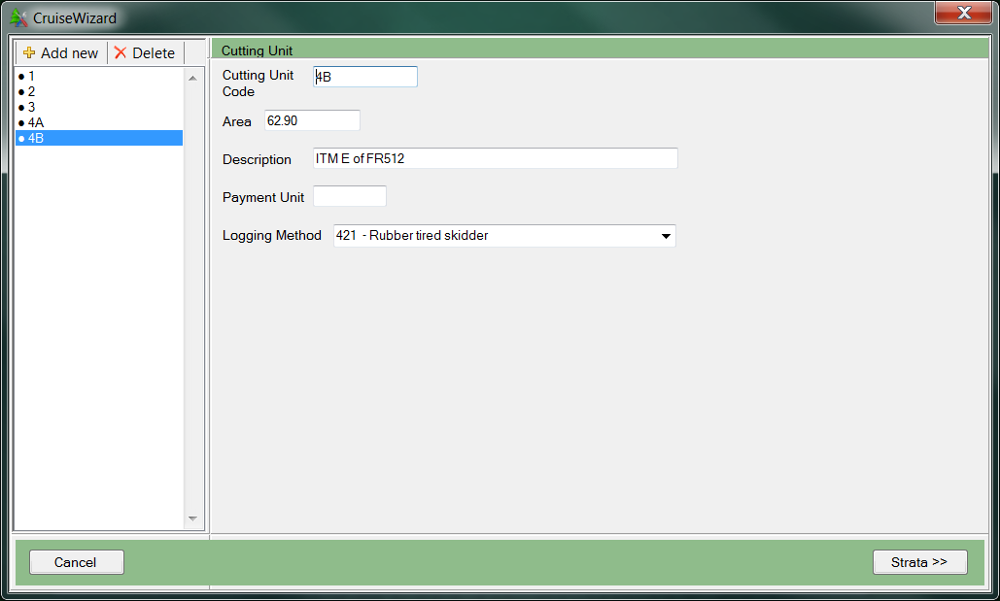 CruiseWizard
Add new Delete
1
2
3
4A
4B
Cutting Unit
Cutting Unit
Code
4B
Area 62.90
Description ITM E of FR512
Payment Unit
Logging Method 421 - Rubber tired skidder
Cancel Strata >>